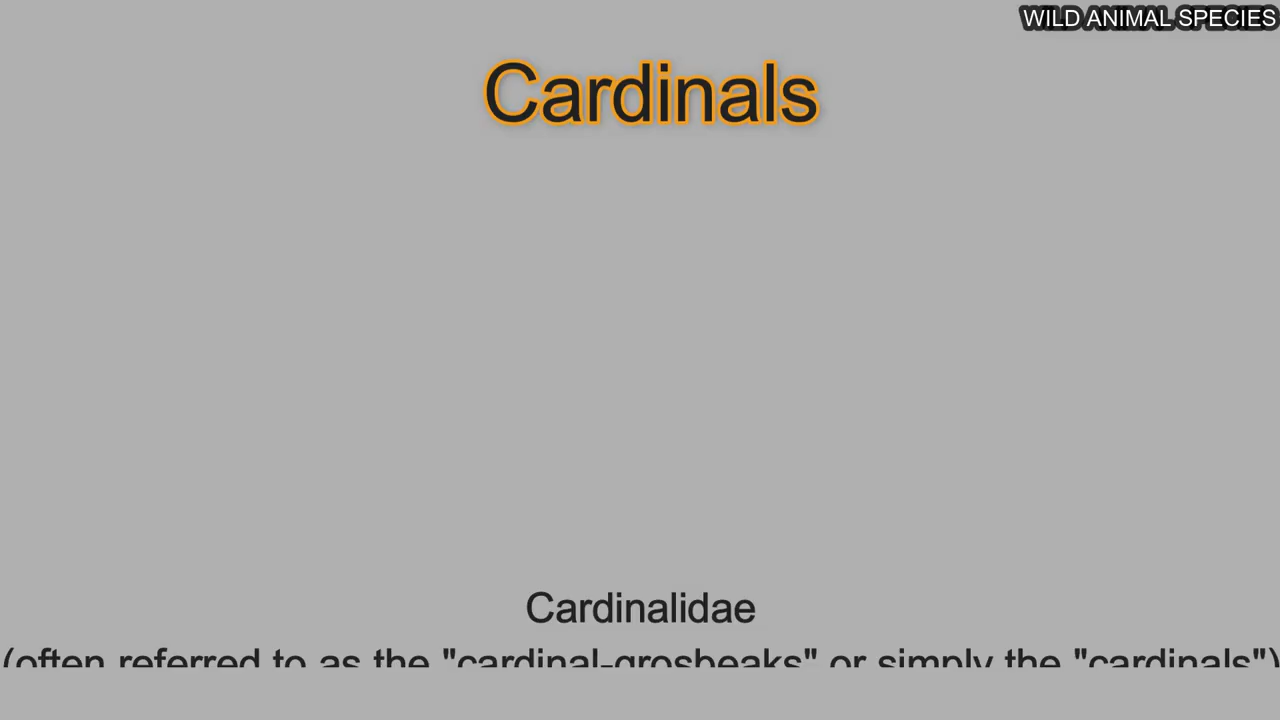 WILD ANIMAL SPECIES
Cardinals
Cardinalidae
(often referred to as the "cardinal-grosbeaks" or simply the "cardinals")